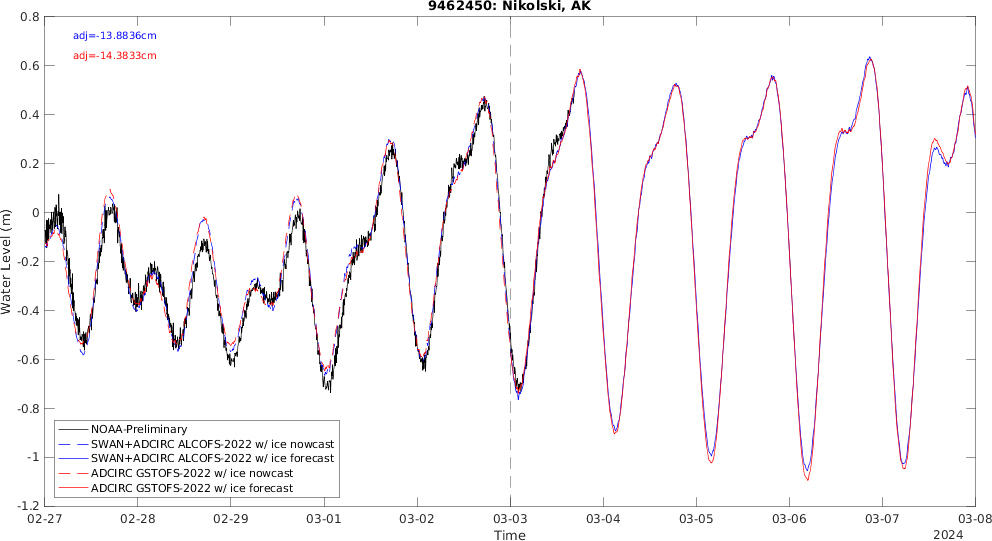 9462450: Nikolski, AK
adj=-13.8836cm
adj=-14.3833cm
Water Level (m)
0.8
0.6
0.4
0.2
0
-0.2
-0.4
-0.6
-0.8
-1
-1.2
NOAA-Preliminary
SWAN+ADCIRC ALCOFS-2022 w/ ice nowcast
SWAN+ADCIRC ALCOFS-2022 w/ ice forecast
ADCIRC GSTOFS-2022 w/ ice nowcast
ADCIRC GSTOFS-2022 w/ ice forecast
02-27 02-28 02-29 03-01 03-02 03-03 03-04 03-05 03-06 03-07 03-08
Time
2024